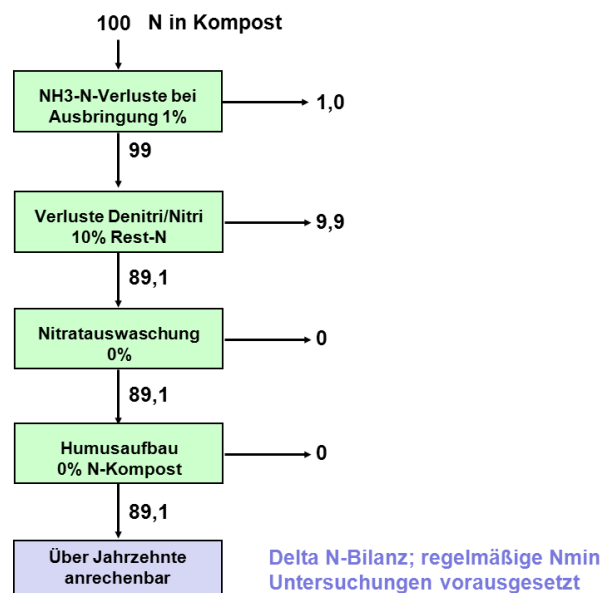 100 N in Kompost
NH3-N-Verluste bei
Ausbringung 1%
1,0
99
Verluste Denitri/Nitri
10% Rest-N
9,9
89,1
Nitratauswaschung
0%
0
89,1
Humusaufbau
0% N-Kompost
0
89,1
Über Jahrzehnte
anrechenbar
Delta N-Bilanz; regelmäßige Nmin
Untersuchungen vorausgesetzt